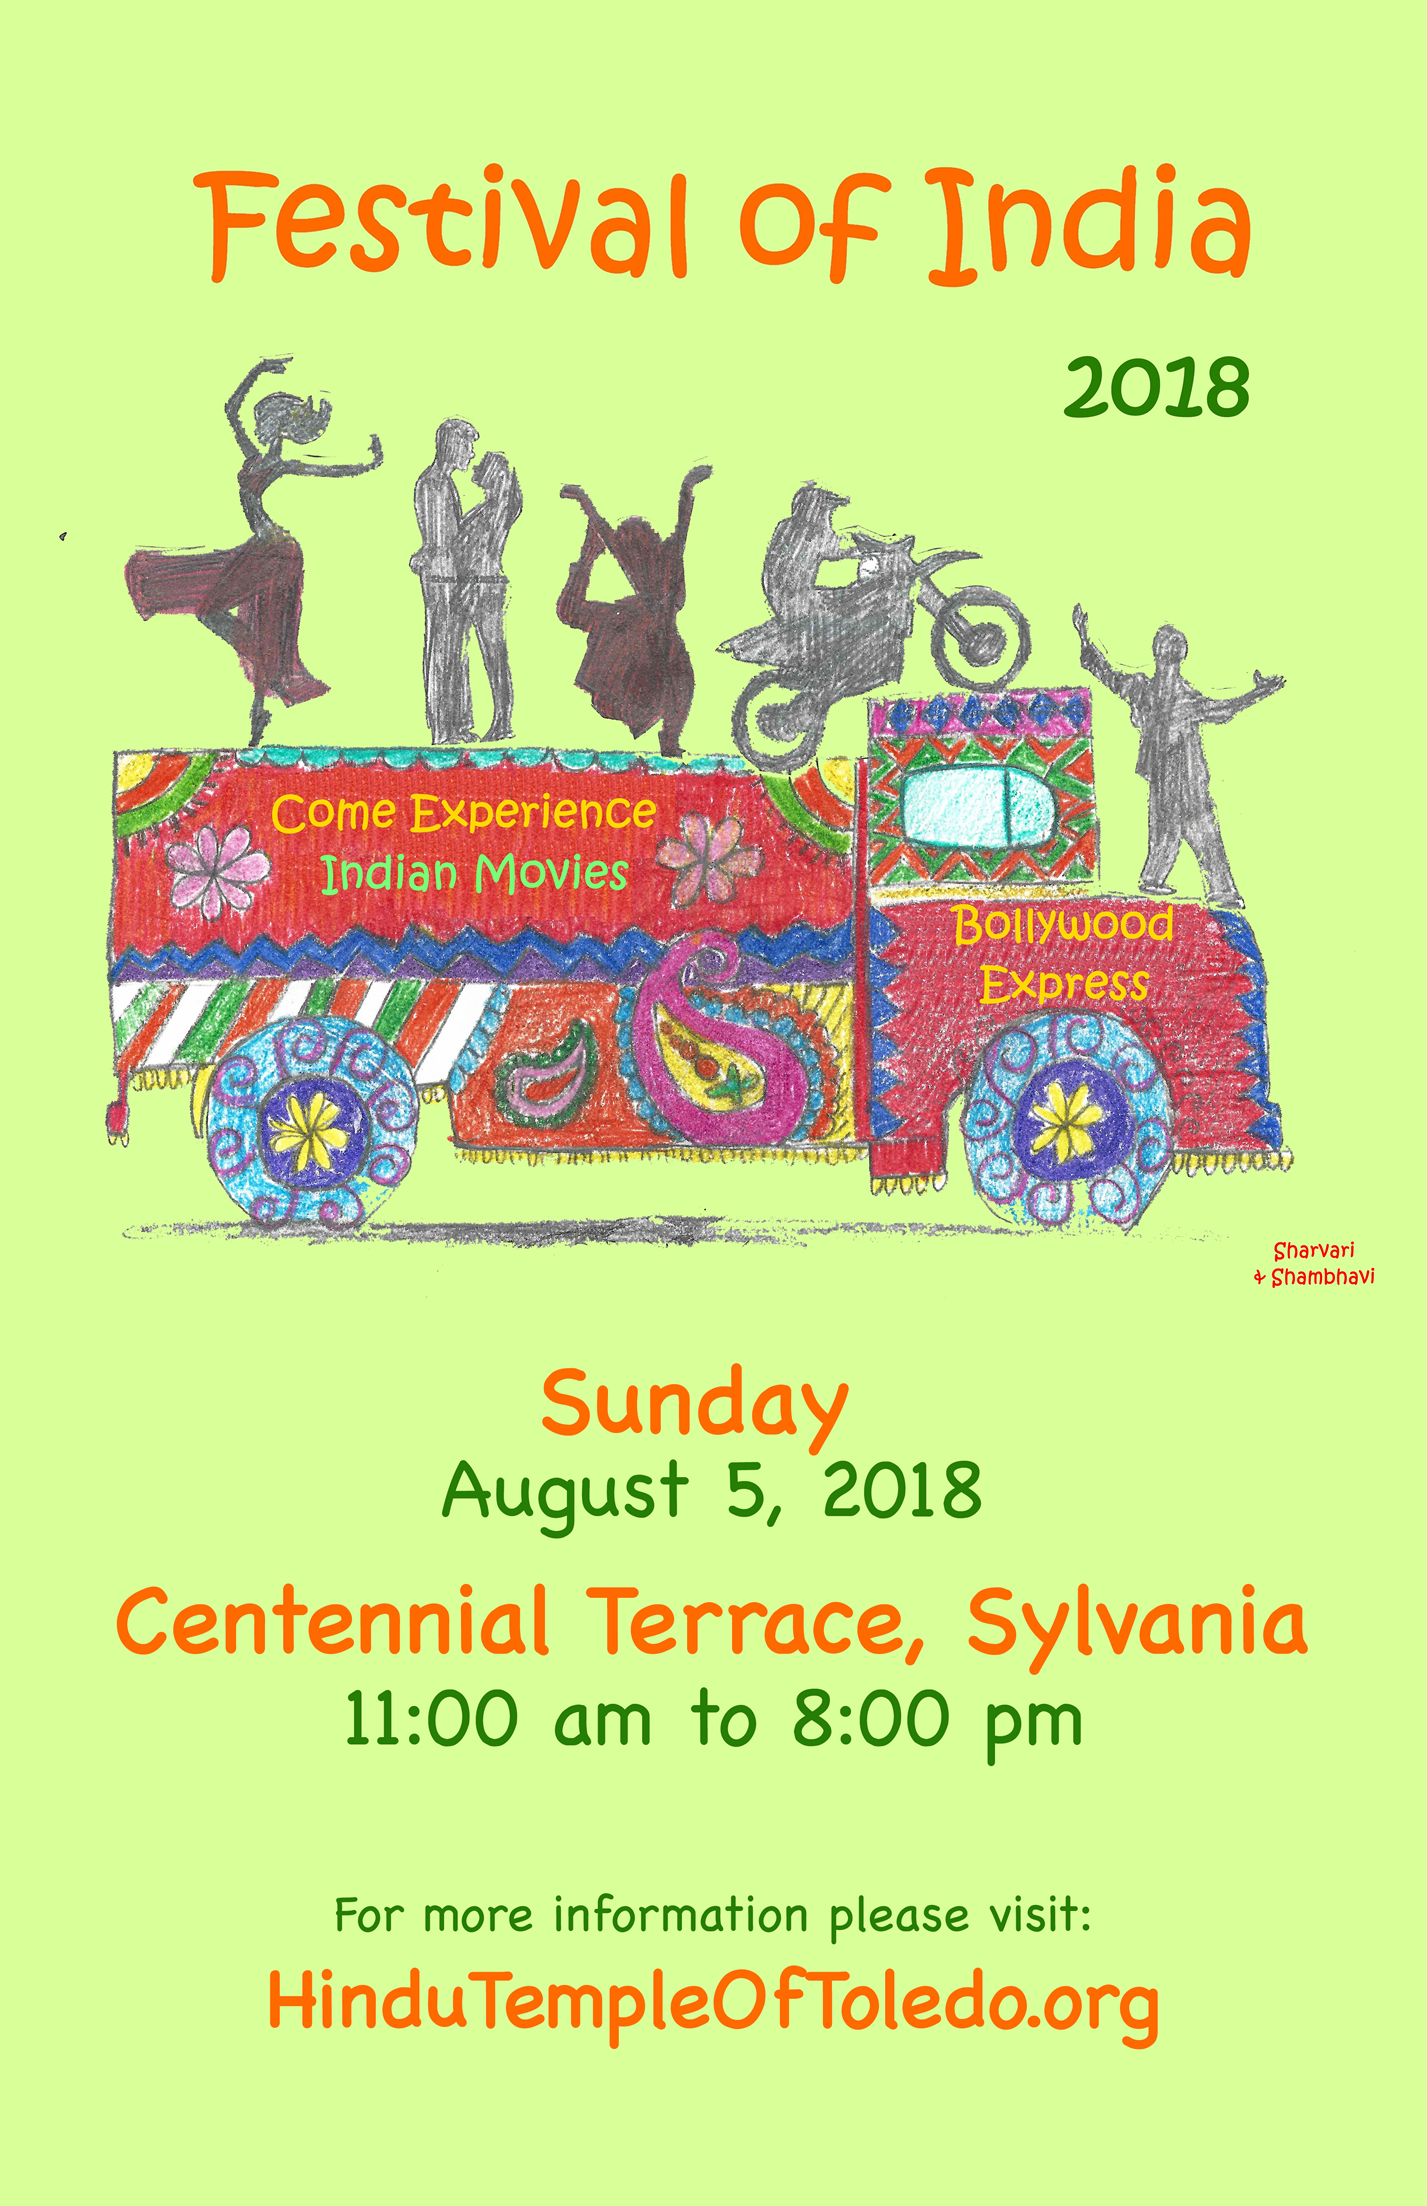 Festival of India
2018
Come Experience
Indian Movies
Bollywood
Express
Sharvari
& Shambhavi
Sunday
August 5, 2018
Centennial Terrace, Sylvania
11:00 am to 8:00 pm
For more information please visit:
HinduTempleOfToledo.org